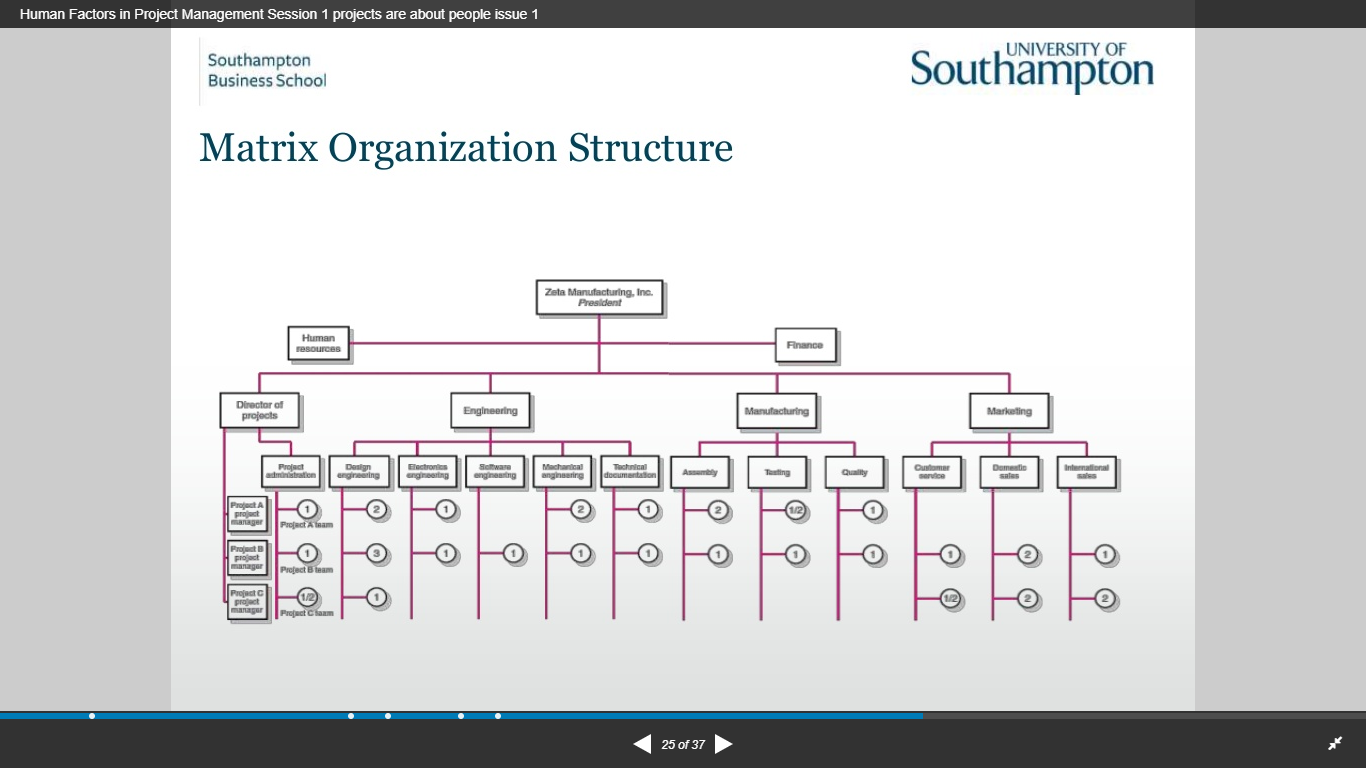 Human Factors in Project Management Session 1 projects are about people issue 1
Southampton
Business School
UNIVERSITY OF
Southampton
Matrix Organization Structure
Zeta Manufacturing, Inc.
President
Human
resources
Finance
Director of
projects
Engineering
Manufacturing
Marketing
Project
administration
Design
engineering
Electronics
engineering
Software
engineering
Mechanical
engineering
Technical
documentation
Assembly
Testing
Quality
Customer
service
Domestic
sales
International
sales
Project A
project
manager
1
Project A team
2
1
2
1
2
1/2
1
Project B
project
manager
1
Project B team
3
1
1
1
1
1
1
1
1
2
1
Project C
project
manager
1/2
Project C team
1
1/2
2
2
25 of 37